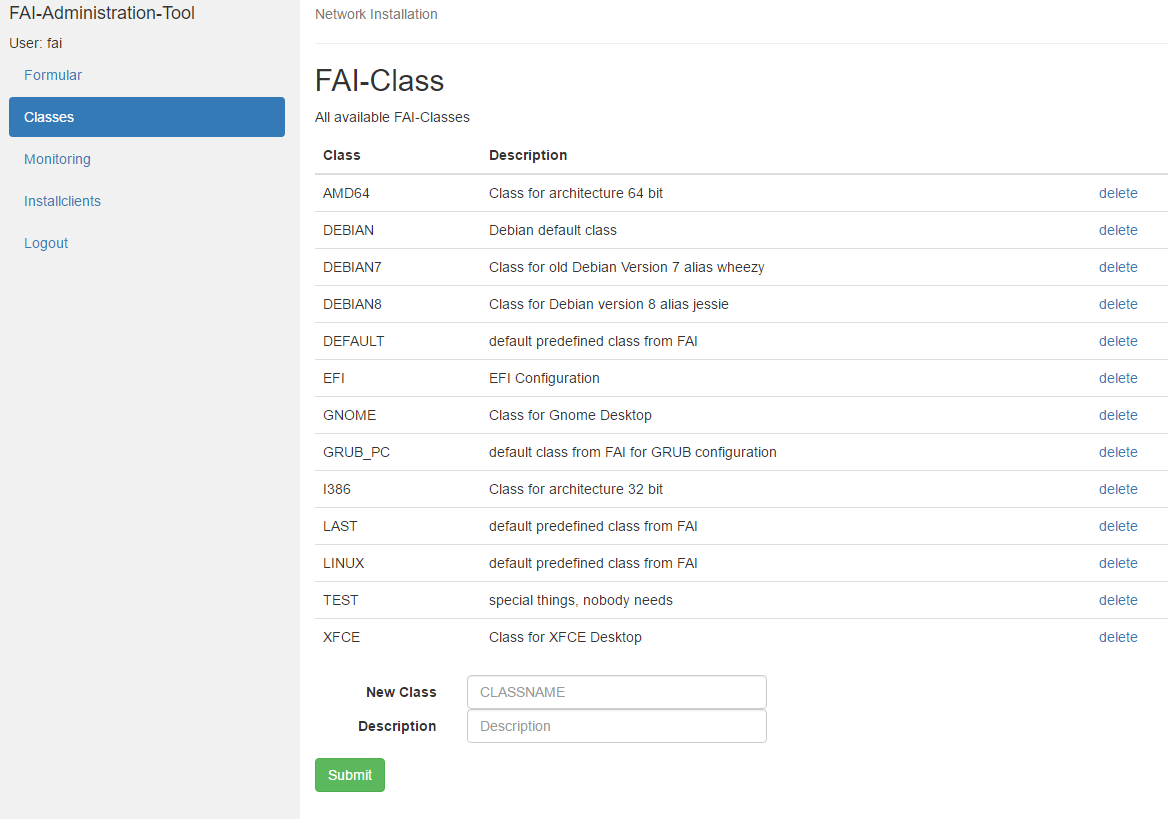 FAI-Administration-Tool
User: fai
Formular
Classes
Monitoring
Installclients
Logout
Network Installation
FAI-Class
All available FAI-Classes
Class Description
AMD64 Class for architecture 64 bit delete
DEBIAN Debian default class delete
DEBIAN7 Class for old Debian Version 7 alias wheezy delete
DEBIAN8 Class for Debian version 8 alias jessie delete
DEFAULT default predefined class from FAI delete
EFI EFI Configuration delete
GNOME Class for Gnome Desktop delete
GRUB_PC default class from FAI for GRUB configuration delete
I386 Class for architecture 32 bit delete
LAST default predefined class from FAI delete
LINUX default predefined class from FAI delete
TEST special things, nobody needs delete
XFCE Class for XFCE Desktop delete
New Class CLASSNAME
Description Description
Submit